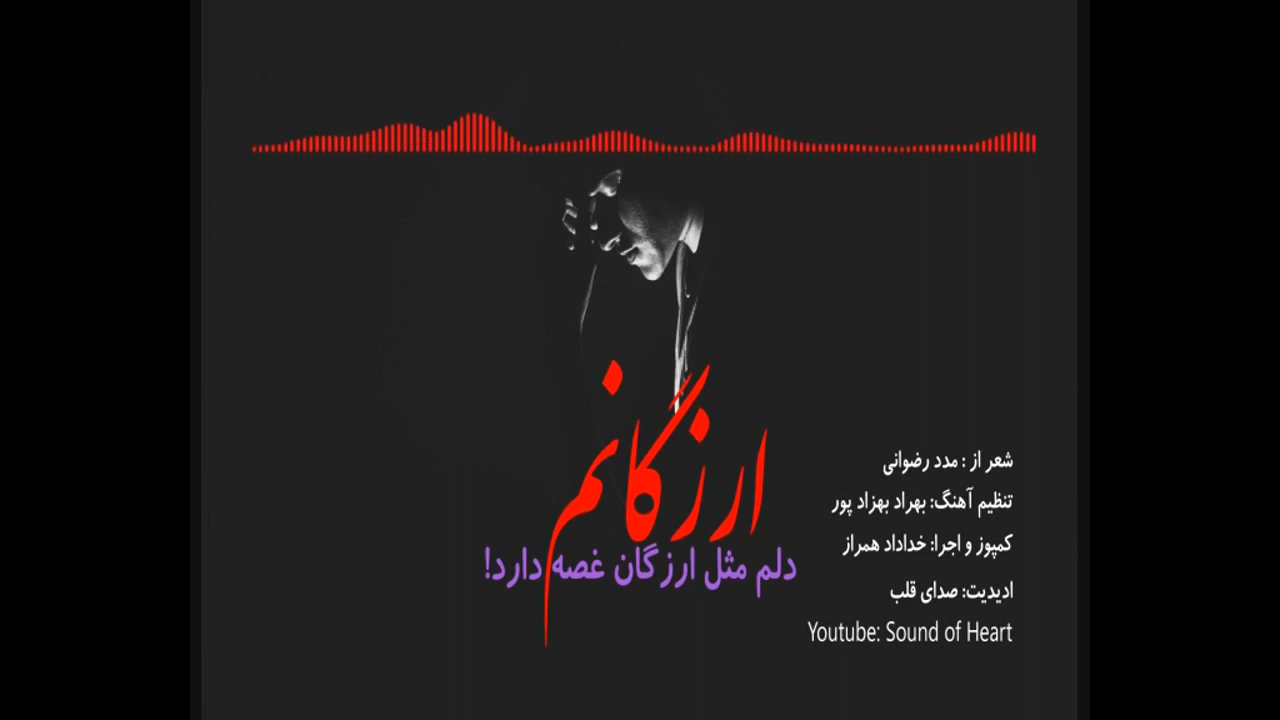 ارزگانم
دلم مثل ارزگان غصه دارد!
شعر از : مدد رضوانی
تنظیم آهنگ: بهراد بهزاد پور
کمپوز و اجرا: خداداد همراز
ادیدیت: صدای قلب
Youtube: Sound of Heart